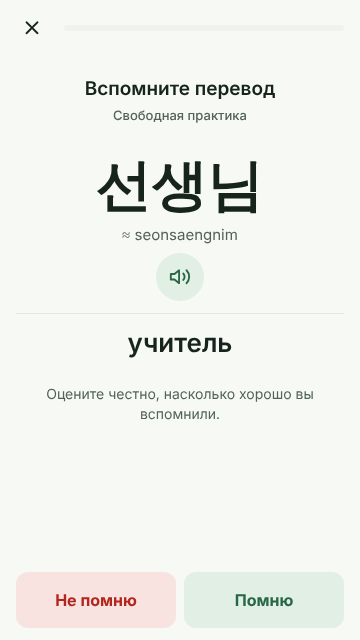 Вспомните перевод
Свободная практика
선생님
≈ seonsaengnim
учитель
Оцените честно, насколько хорошо вы
вспомнили.
Не помню
Помню